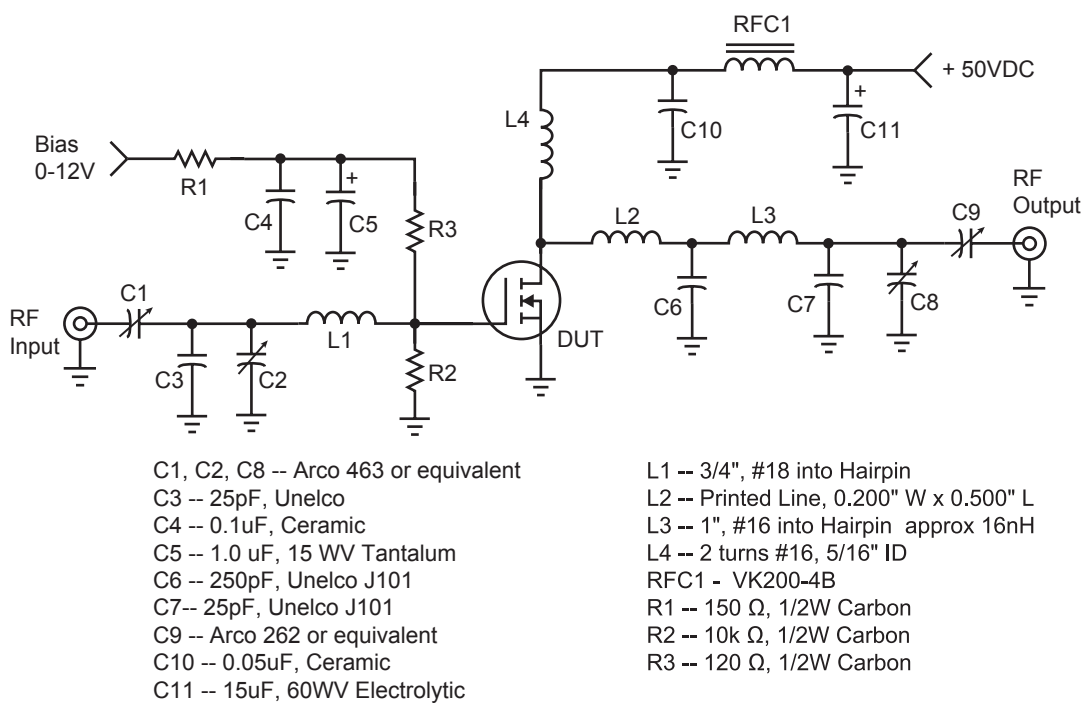 RFC1
+ 50VDC
C10
+
C11
L4
Bias
0-12V
R1
C4
+
C5
R3
RF
Output
L2
L3
C9
C6
C7
C8
RF
Input
C1
C3
C2
L1
R2
DUT
C1, C2, C8 -- Arco 463 or equivalent
C3 -- 25pF, Unelco
C4 -- 0.1uF, Ceramic
C5 -- 1.0 uF, 15 WV Tantalum
C6 -- 250pF, Unelco J101
C7-- 25pF, Unelco J101
C9 -- Arco 262 or equivalent
C10 -- 0.05uF, Ceramic
C11 -- 15uF, 60WV Electrolytic
L1 -- 3/4", #18 into Hairpin
L2 -- Printed Line, 0.200" W x 0.500" L
L3 -- 1", #16 into Hairpin approx 16nH
L4 -- 2 turns #16, 5/16" ID
RFC1 - VK200-4B
R1 -- 150 Ω, 1/2W Carbon
R2 -- 10k Ω, 1/2W Carbon
R3 -- 120 Ω, 1/2W Carbon